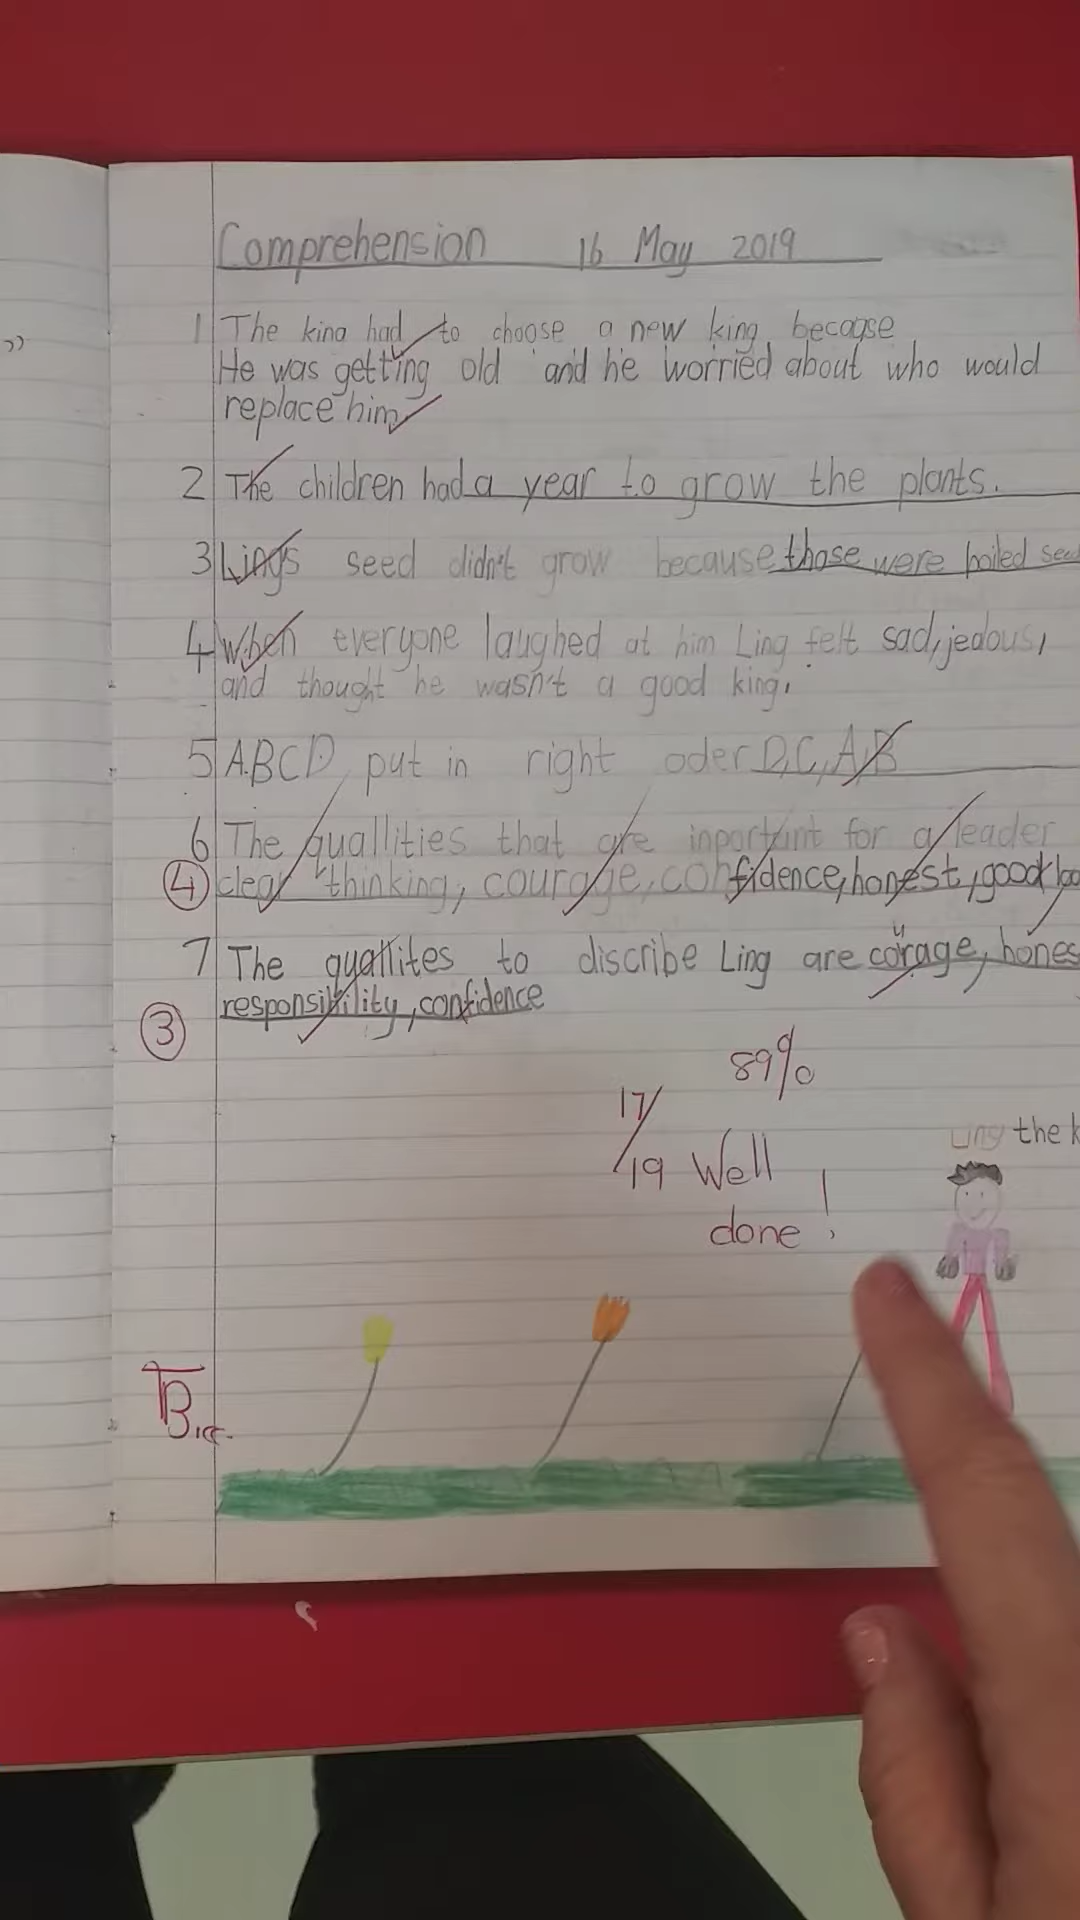 Comprehension 16 May 2019
1 The king had to choose a new king becaose
He was getting old and he worried about who would
replace him
2 The children had a year to grow the plants.
3 Lings seed didn't grow because those were boiled see
4 When everyone laughed at him Ling felt sad, jealous,
and thought he wasn't a good king.
5 A.B.C.D, put in right oder D,C,A,B
6 The quallities that are inportant for a leader
4 clear thinking, courage, confidence, honest, good
7 The quallites to discribe Ling are corage, hones
u
responsibility, confidence
3
89%
17/19 Well
done!
Ling the k